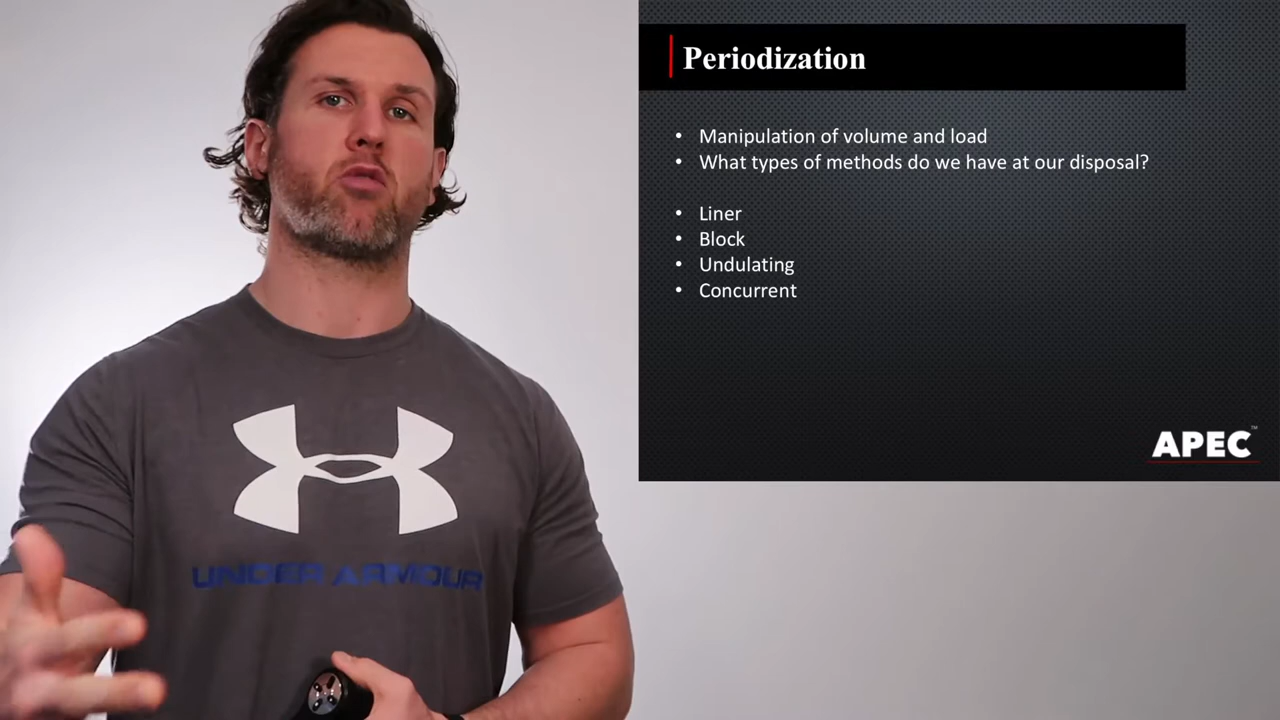 Periodization
• Manipulation of volume and load
• What types of methods do we have at our disposal?
• Liner
• Block
• Undulating
• Concurrent
APEC™
UNDER ARMOUR